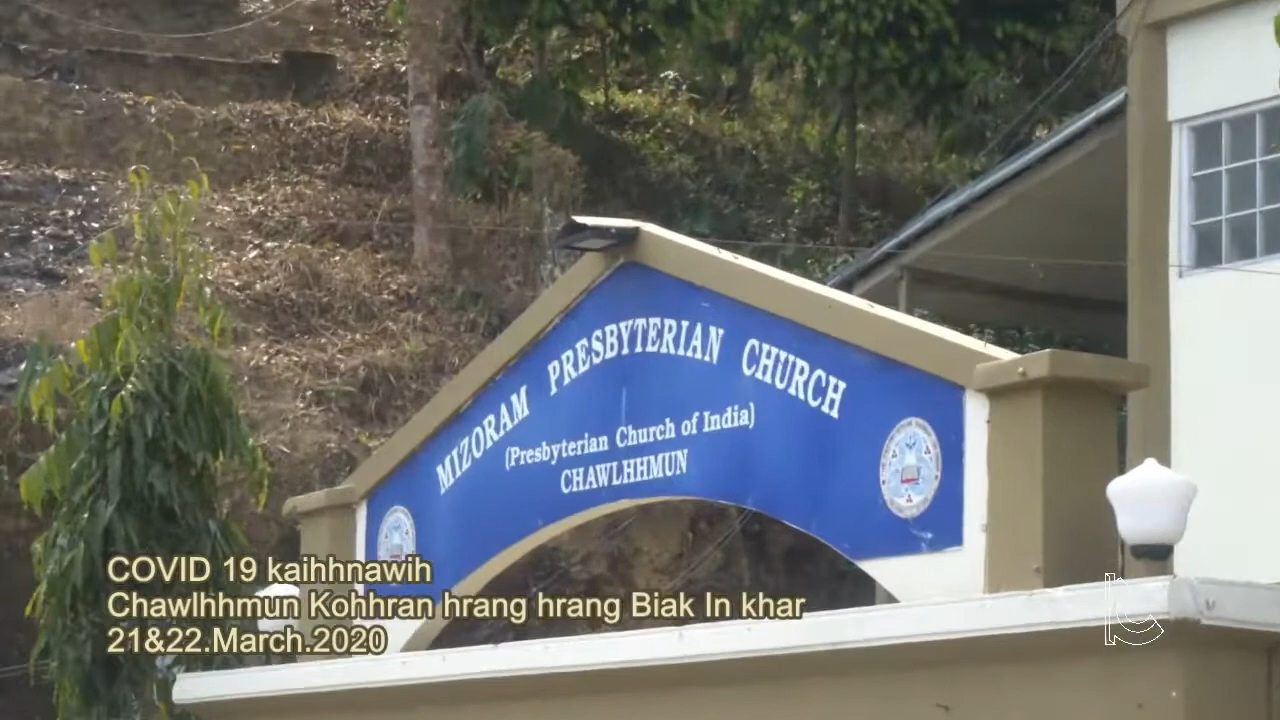 MIZORAM PRESBYTERIAN CHURCH
(Presbyterian Church of India)
CHAWLHHMUN
COVID 19 kaihhnawih
Chawlhhmun Kohhran hrang hrang Biak In khar
21&22.March.2020